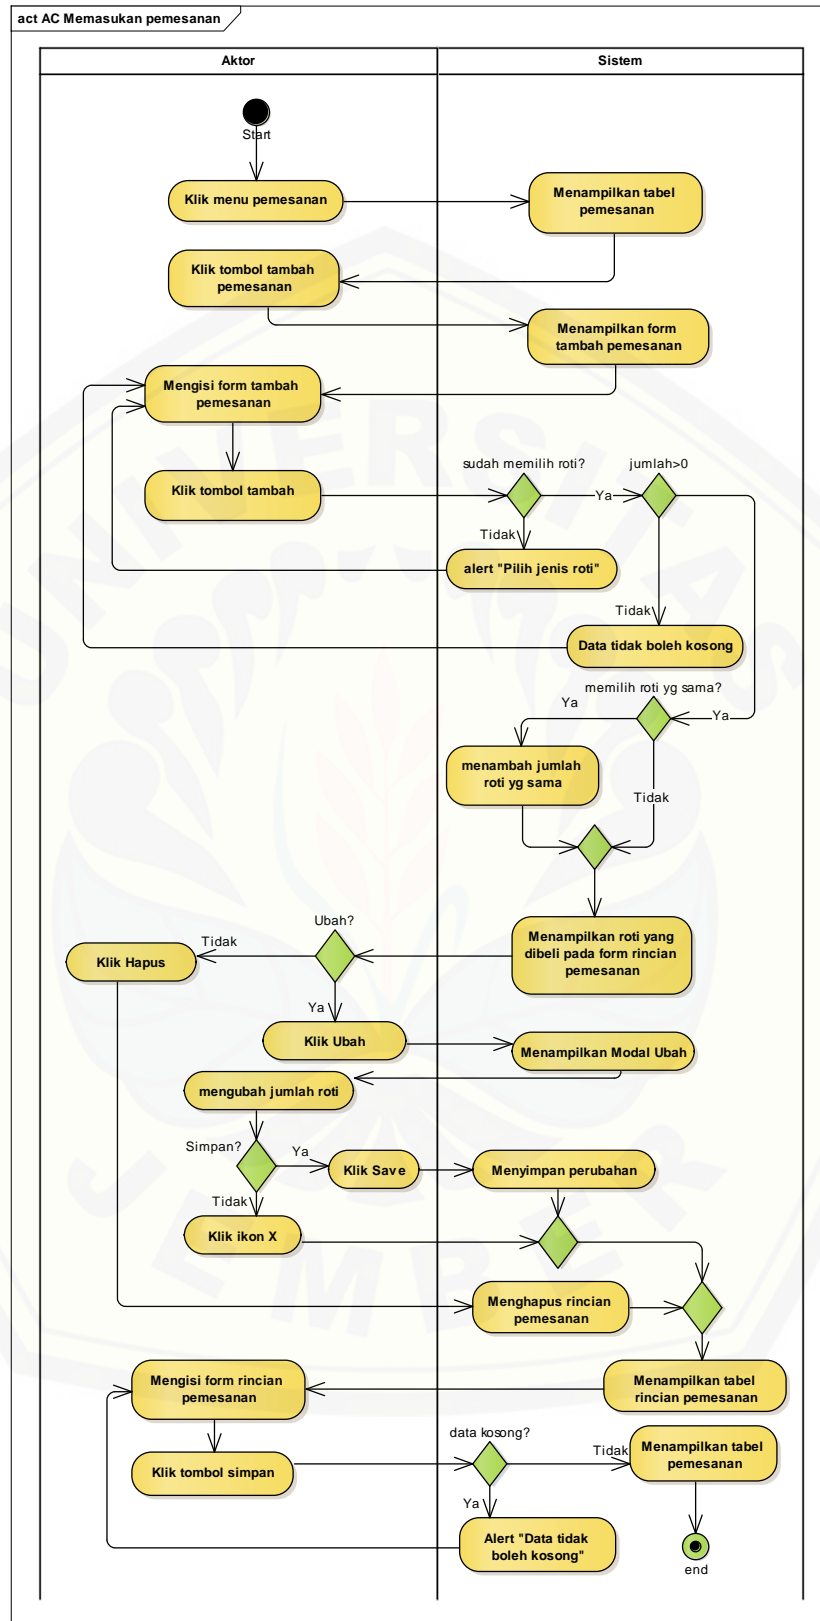 act AC Memasukan pemesanan
Aktor
Sistem
Start
Klik menu pemesanan
Menampilkan tabel
pemesanan
Klik tombol tambah
pemesanan
Menampilkan form
tambah pemesanan
Mengisi form tambah
pemesanan
Klik tombol tambah
sudah memilih roti?
jumlah>0
Ya
Tidak
alert "Pilih jenis roti"
Tidak
Data tidak boleh kosong
memilih roti yg sama?
Ya
Ya
menambah jumlah
roti yg sama
Tidak
Menampilkan roti yang
dibeli pada form rincian
pemesanan
Ubah?
Tidak
Klik Hapus
Ya
Klik Ubah
Menampilkan Modal Ubah
mengubah jumlah roti
Simpan?
Ya
Klik Save
Menyimpan perubahan
Tidak
Klik ikon X
Menghapus rincian
pemesanan
Menampilkan tabel
rincian pemesanan
Mengisi form rincian
pemesanan
Klik tombol simpan
data kosong?
Tidak
Menampilkan tabel
pemesanan
Ya
Alert "Data tidak
boleh kosong"
end
UNIVERSITAS
JEMBER